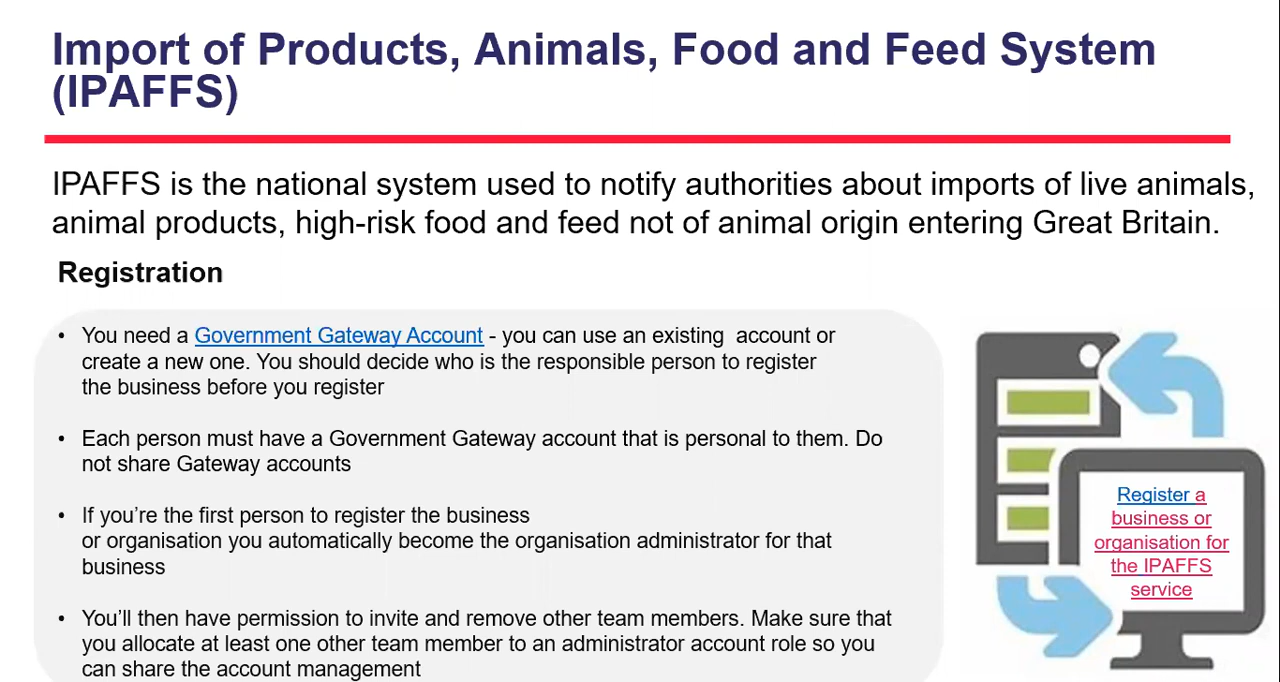 Import of Products, Animals, Food and Feed System
(IPAFFS)
IPAFFS is the national system used to notify authorities about imports of live animals,
animal products, high-risk food and feed not of animal origin entering Great Britain.
Registration
• You need a Government Gateway Account - you can use an existing account or
create a new one. You should decide who is the responsible person to register
the business before you register
• Each person must have a Government Gateway account that is personal to them. Do
not share Gateway accounts
• If you’re the first person to register the business
or organisation you automatically become the organisation administrator for that
business
• You’ll then have permission to invite and remove other team members. Make sure that
you allocate at least one other team member to an administrator account role so you
can share the account management
Register a
business or
organisation for
the IPAFFS
service